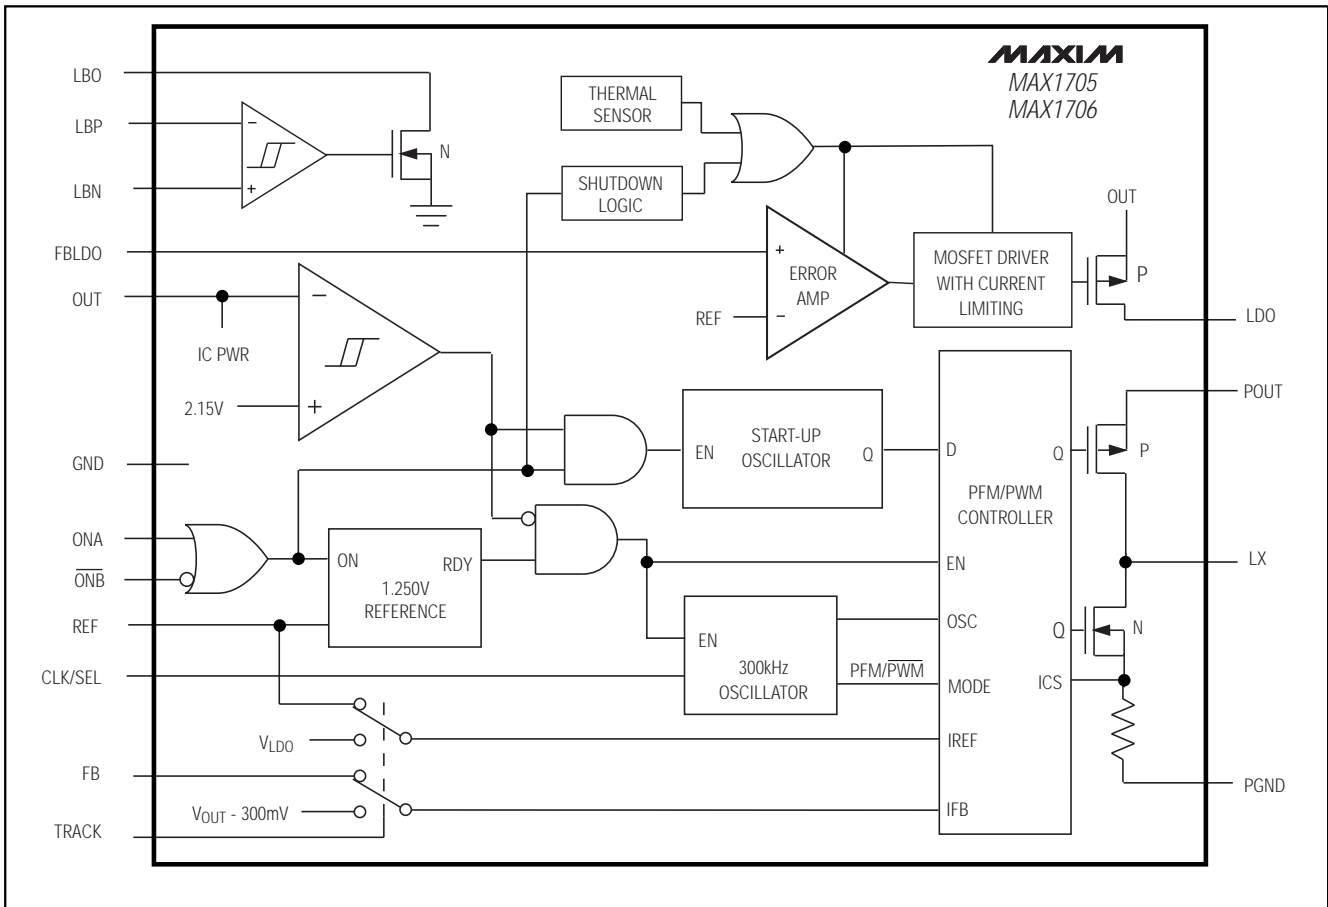 MAXIM
MAX1705
MAX1706
LBO
LBP
LBN
FBLDO
OUT
GND
ONA
ONB
REF
CLK/SEL
FB
TRACK
−
+
N
THERMAL
SENSOR
SHUTDOWN
LOGIC
+
ERROR
AMP
−
REF
MOSFET DRIVER
WITH CURRENT
LIMITING
OUT
P
LDO
−
+
IC PWR
2.15V
EN
START-UP
OSCILLATOR
Q
D
Q
PFM/PWM
CONTROLLER
P
POUT
ON
RDY
1.250V
REFERENCE
EN
LX
OSC
Q
N
EN
300kHz
OSCILLATOR
PFM/PWM
MODE
ICS
VLDO
IREF
VOUT - 300mV
IFB
PGND